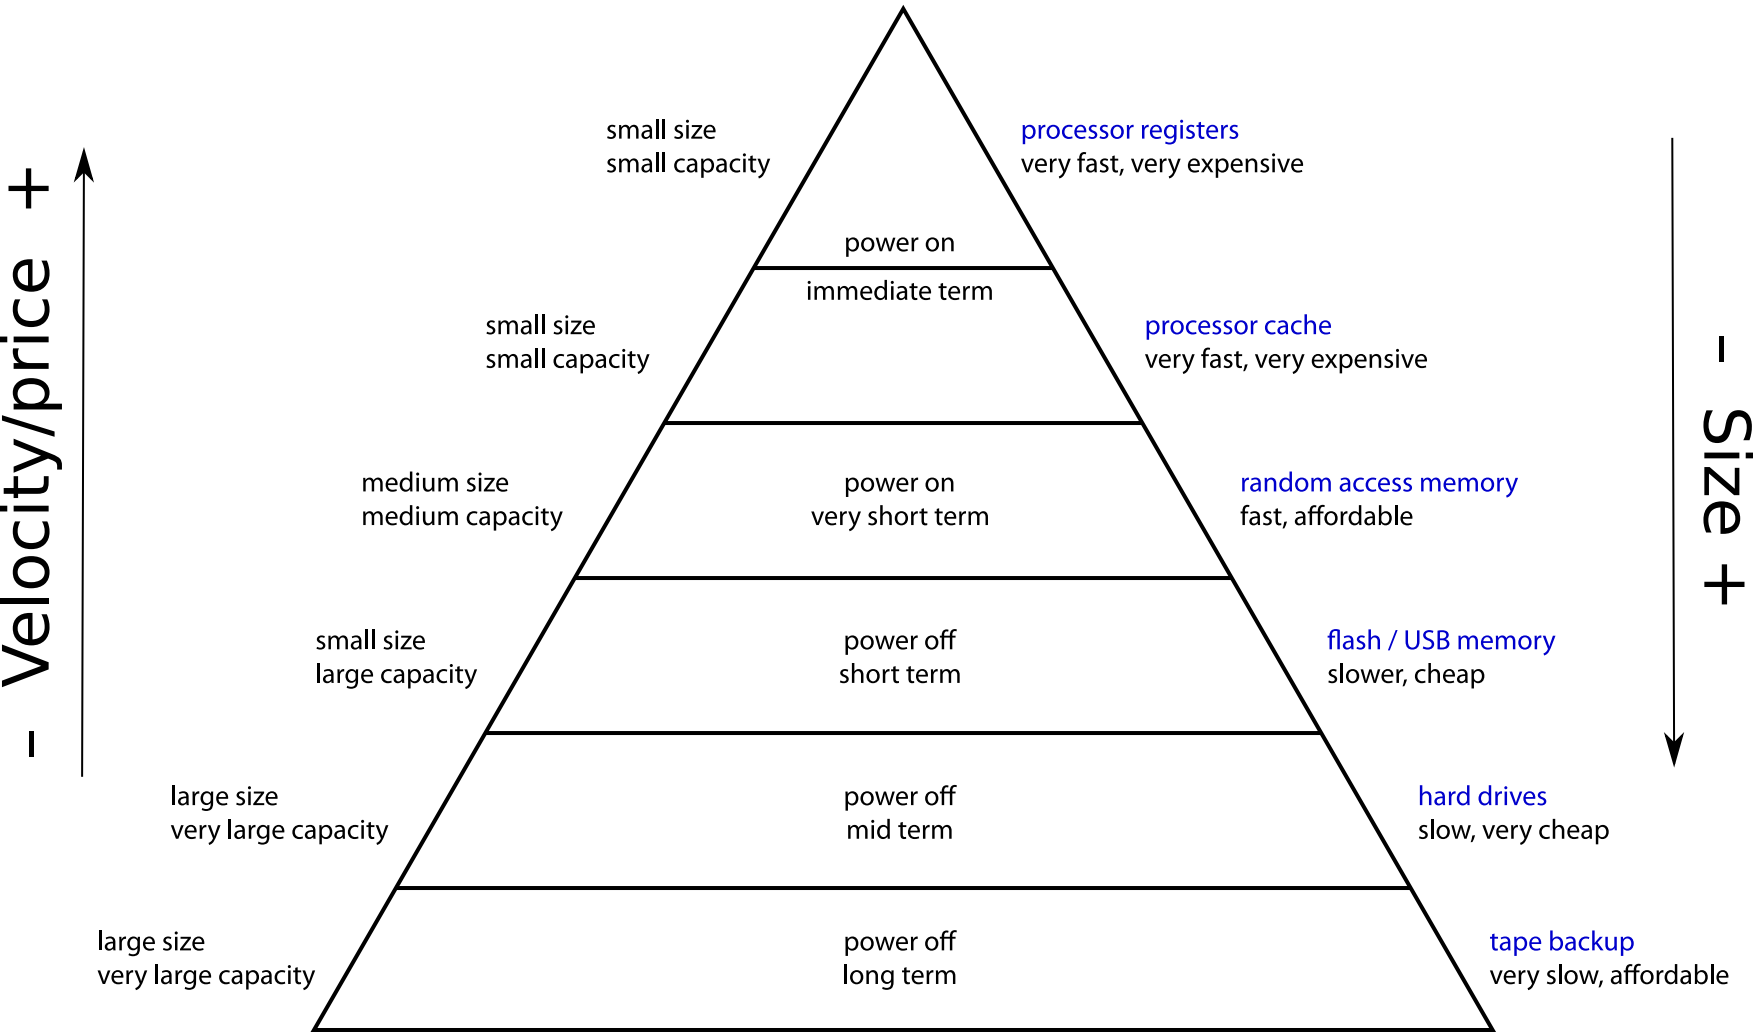 small size
small capacity
processor registers
very fast, very expensive
power on
immediate term
small size
small capacity
processor cache
very fast, very expensive
medium size
medium capacity
power on
very short term
random access memory
fast, affordable
small size
large capacity
power off
short term
flash / USB memory
slower, cheap
large size
very large capacity
power off
mid term
hard drives
slow, very cheap
large size
very large capacity
power off
long term
tape backup
very slow, affordable
- Velocity/price +
- Size +